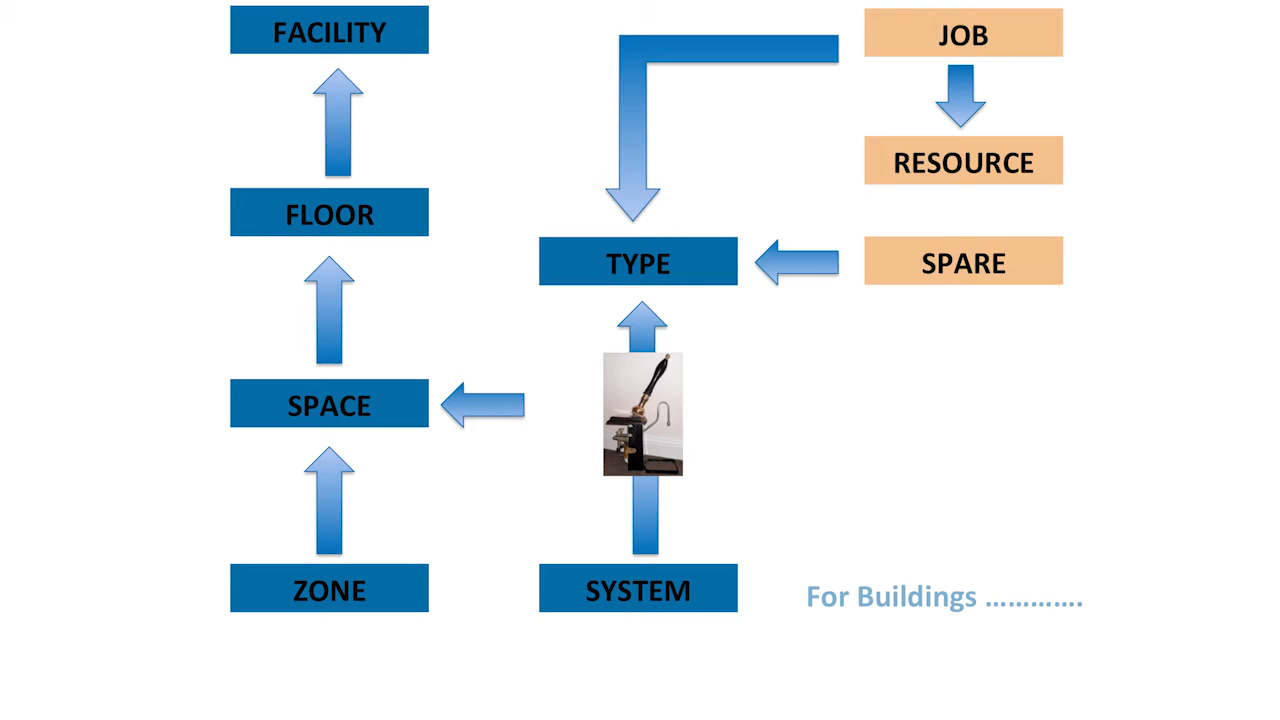 FACILITY
JOB
RESOURCE
FLOOR
TYPE
SPARE
SPACE
ZONE
SYSTEM
For Buildings .............